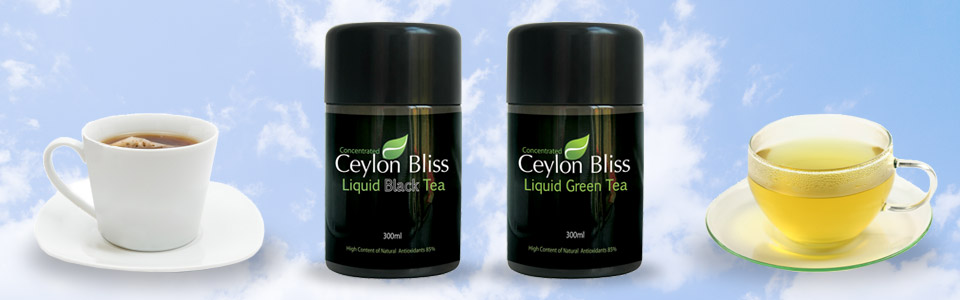 Concentrated
Ceylon Bliss
Liquid Black Tea
300ml
High Content of Natural Antioxidants 85%
Concentrated
Ceylon Bliss
Liquid Green Tea
300ml
High Content of Natural Antioxidants 85%